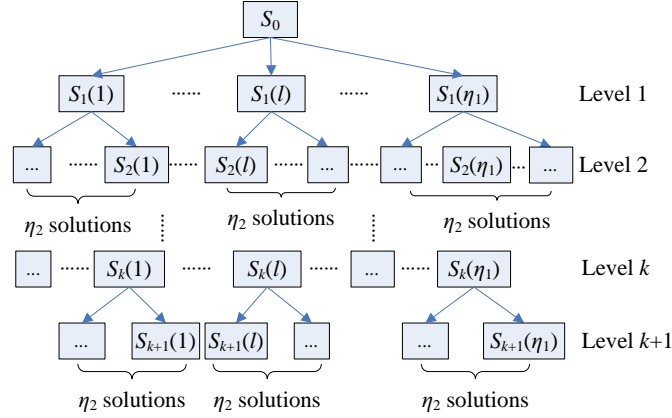 S₀
S₁(1) ...... S₁(l) ...... S₁(η₁) Level 1
... ...... S₂(1) ...... S₂(l) ...... ... ...... ... ...... S₂(η₁) ... ... Level 2
η₂ solutions η₂ solutions η₂ solutions
... ...... Sₖ(1) ...... Sₖ(l) ...... ... ...... Sₖ(η₁) Level k
... Sₖ₊₁(1) Sₖ₊₁(l) ... ... Sₖ₊₁(η₁) Level k+1
η₂ solutions η₂ solutions η₂ solutions